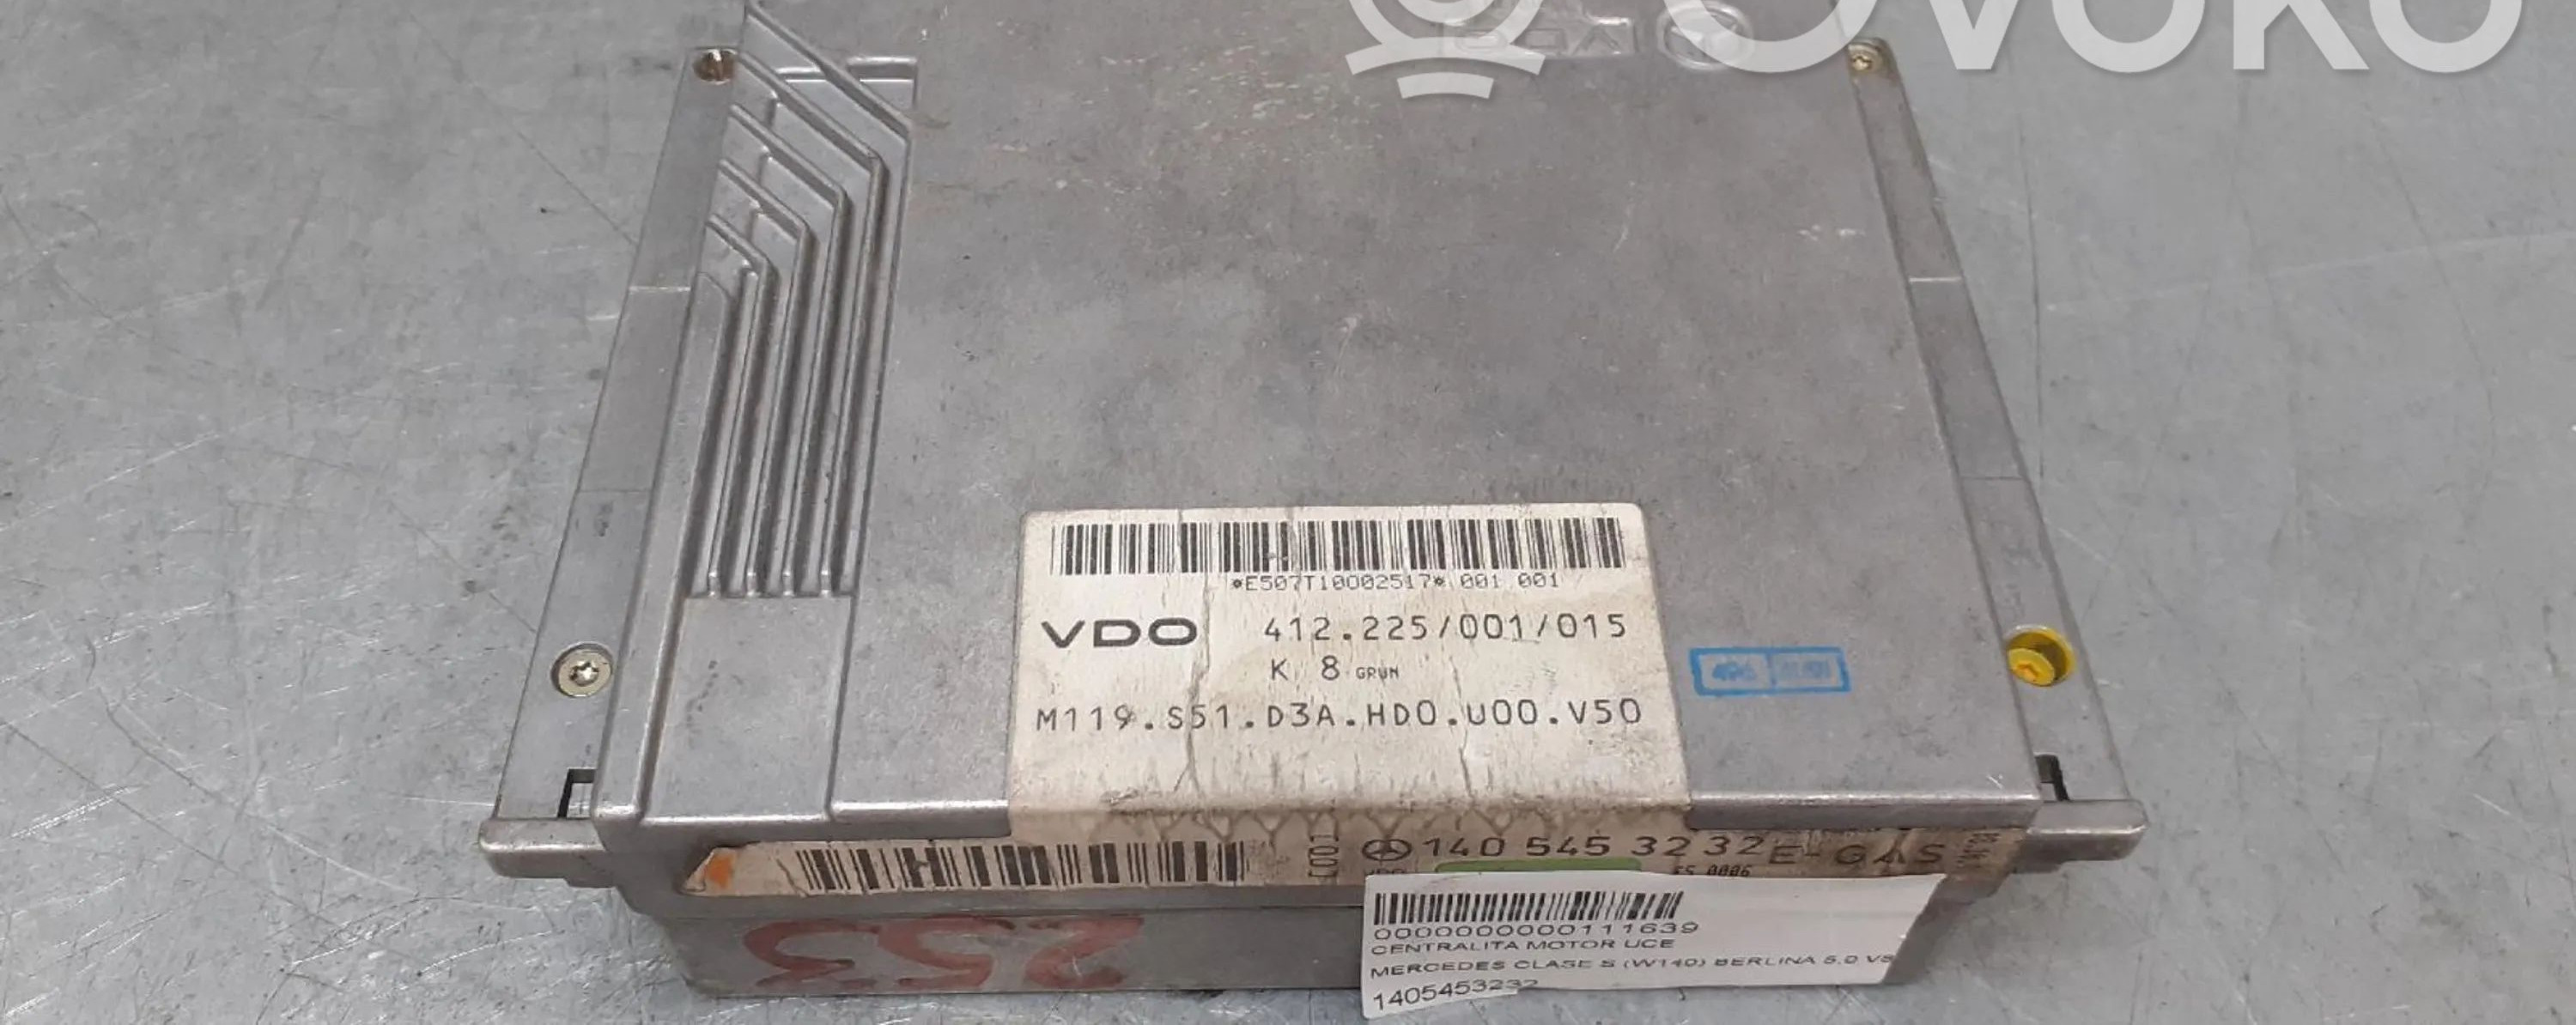 OVOKO
*E507T10002517* 001 001
VDO 412.225/001/015
K 8 GRUN
M119.S51.D3A.HD0.U00.V50
140 545 32 32 E-GAS
253
0000000000111639
CENTRALITA MOTOR UCE
MERCEDES CLASE S (W140) BERLINA 5.0 V8
1405453232